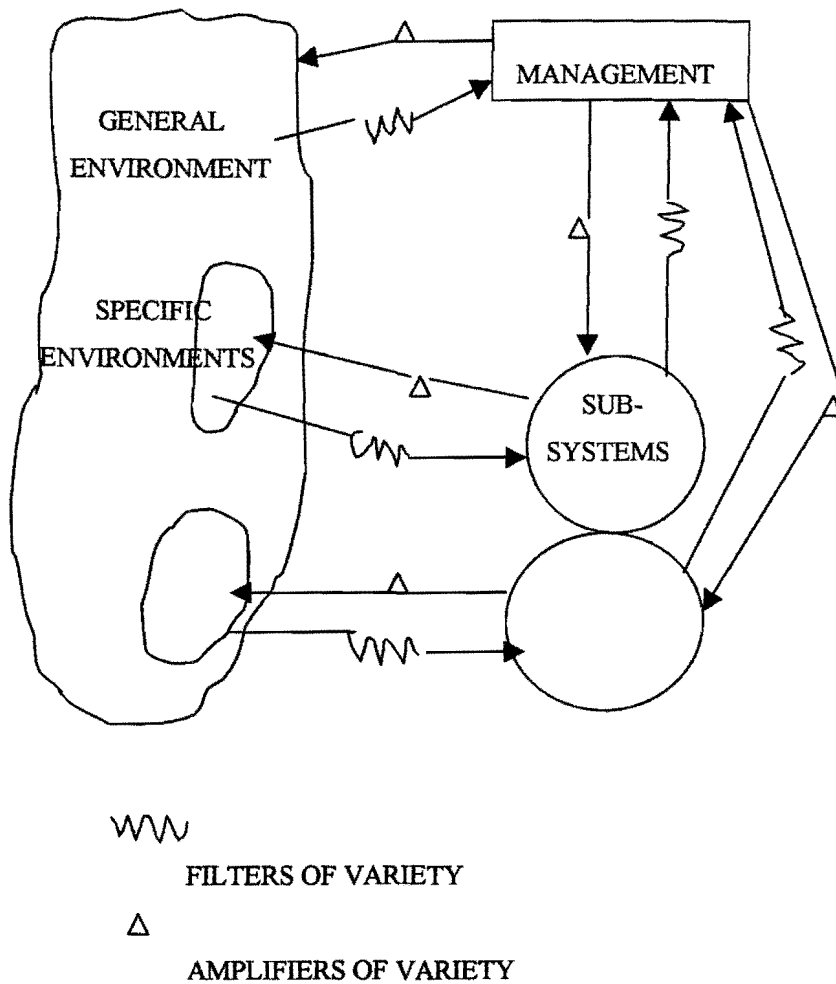 MANAGEMENT
GENERAL
ENVIRONMENT
SPECIFIC
ENVIRONMENTS
SUB-
SYSTEMS
FILTERS OF VARIETY
AMPLIFIERS OF VARIETY